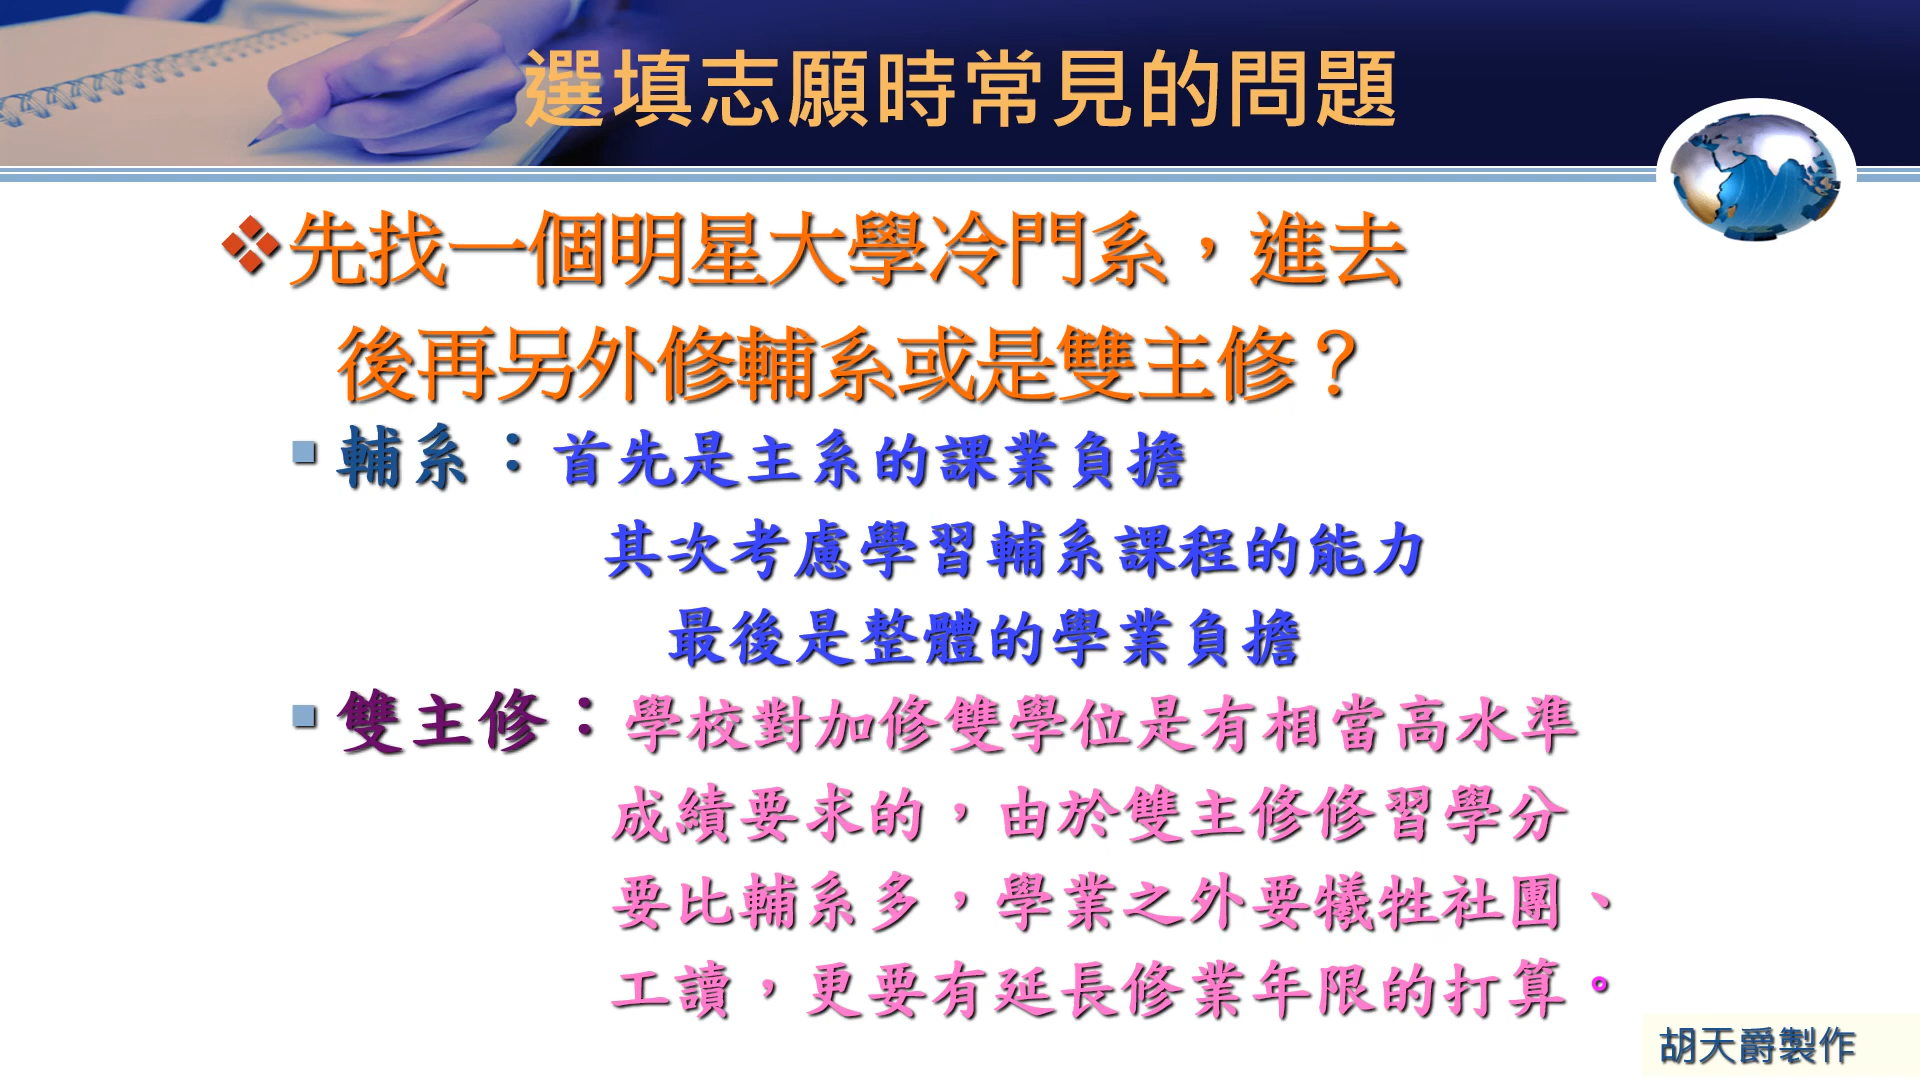 選填志願時常見的問題
先找一個明星大學冷門系，進去
後再另外修輔系或是雙主修？
輔系：首先是主系的課業負擔
其次考慮學習輔系課程的能力
最後是整體的學業負擔
雙主修：學校對加修雙學位是有相當高水準
成績要求的，由於雙主修修習學分
要比輔系多，學業之外要犧牲社團、
工讀，更要有延長修業年限的打算。
胡天爵製作